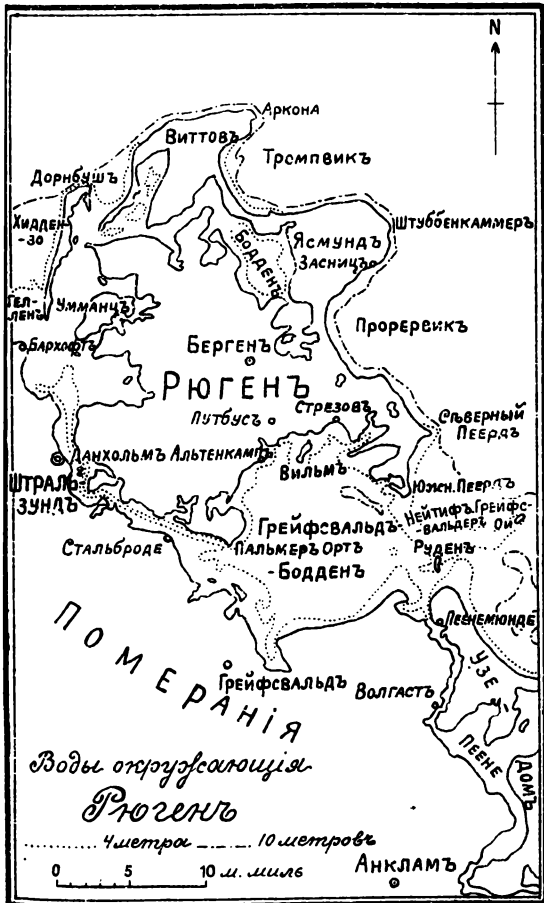 N
Аркона
Виттовъ
Тромпвикъ
Дорнбушъ
Штуббенкаммеръ
Хидден-
-зо
Бодденъ
Ясмундъ
Засницъ
Гел-
ленъ
Умманцъ
Прорервикъ
Бархофтъ
Бергенъ
Рюгенъ
Стрезовъ
Путбусъ
Сѣверный
Пеердъ
Данхольмъ
Альтенкампъ
Вильмъ
Штраль-
зундъ
Южн. Пеердъ
Нейтифъ
Грейфс-
вальдеръ
Ой
Грейфсвальдъ-
Стальброде
Пальмеръ Ортъ
Руденъ
-Бодденъ
Померанія
Пеенемюнде
Узе-
Грейфсвальдъ
Волгастъ
Пеене
домъ
Воды окружающія
Рюгенъ
4 метра 10 метровъ
0 5 10 м. миль
Анкламъ